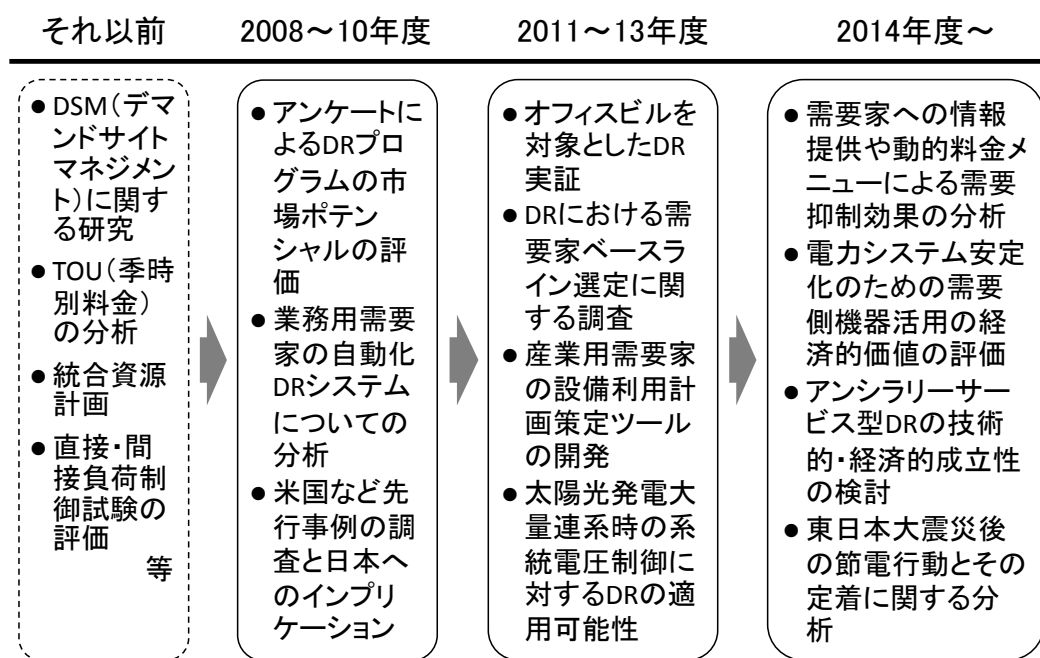 それ以前
2008～10年度
2011～13年度
2014年度～
● DSM（デマ
ンドサイト
マネジメン
ト）に関す
る研究
● TOU（季時
別料金）
の分析
● 統合資源
計画
● 直接・間
接負荷制
御試験の
評価
等
● アンケートに
よるDRプロ
グラムの市
場ポテン
シャルの評
価
● 業務用需要
家の自動化
DRシステム
についての
分析
● 米国など先
行事例の調
査と日本へ
のインプリ
ケーション
● オフィスビルを
対象としたDR
実証
● DRにおける需
要家ベースラ
イン選定に関
する調査
● 産業用需要家
の設備利用計
画策定ツール
の開発
● 太陽光発電大
量連系時の系
統電圧制御に
対するDRの適
用可能性
● 需要家への情報
提供や動的料金メ
ニューによる需要
抑制効果の分析
● 電力システム安定
化のための需要
側機器活用の経
済的価値の評価
● アンシラリーサー
ビス型DRの技術
的・経済的成立性
の検討
● 東日本大震災後
の節電行動とその
定着に関する分
析